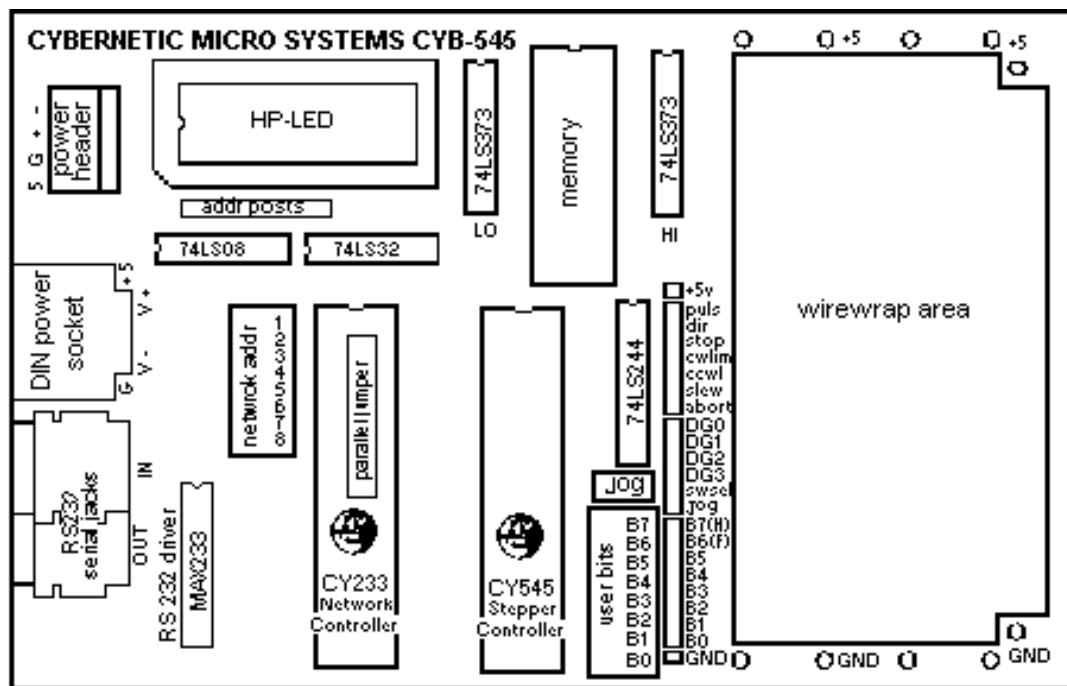 CYBERNETIC MICRO SYSTEMS CYB-545
+5
+5
5 G + -
power
header
HP-LED
addr posts
74LS08
74LS32
74LS373
LO
memory
74LS373
HI
DIN power
socket
+5
V+
V-
G
network addr
1
2
3
4
5
6
7
8
parallel jumper
74LS244
+5v
puls
dir
stop
cwlim
ccwl
slew
abort
DG0
DG1
DG2
DG3
swsel
jog
B7(H)
B6(F)
B5
B4
B3
B2
B1
B0
GND
wirewrap area
RS232
serial jacks
IN
OUT
RS 232 driver
MAX233
CY233
Network
Controller
CY545
Stepper
Controller
jog
user bits
B7
B6
B5
B4
B3
B2
B1
B0
GND
GND